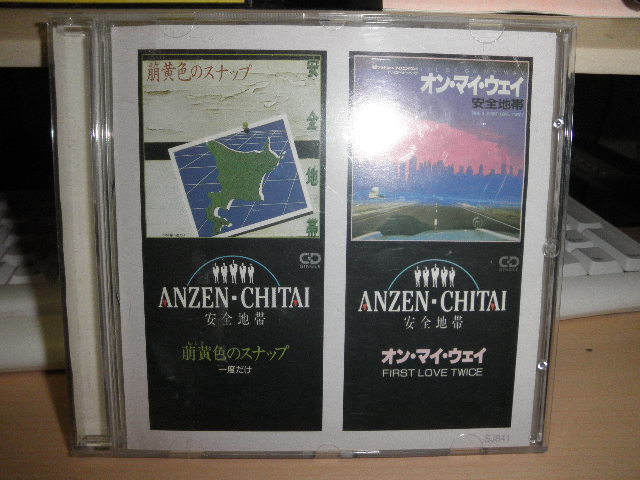 萠黄色のスナップ
安全地帯
CD
SINGLE
ANZEN-CHITAI
安全地帯
萠黄色のスナップ
一度だけ
オン・マイ・ウェイ
安全地帯
CD
SINGLE
ANZEN-CHITAI
安全地帯
オン・マイ・ウェイ
FIRST LOVE TWICE
SJ841